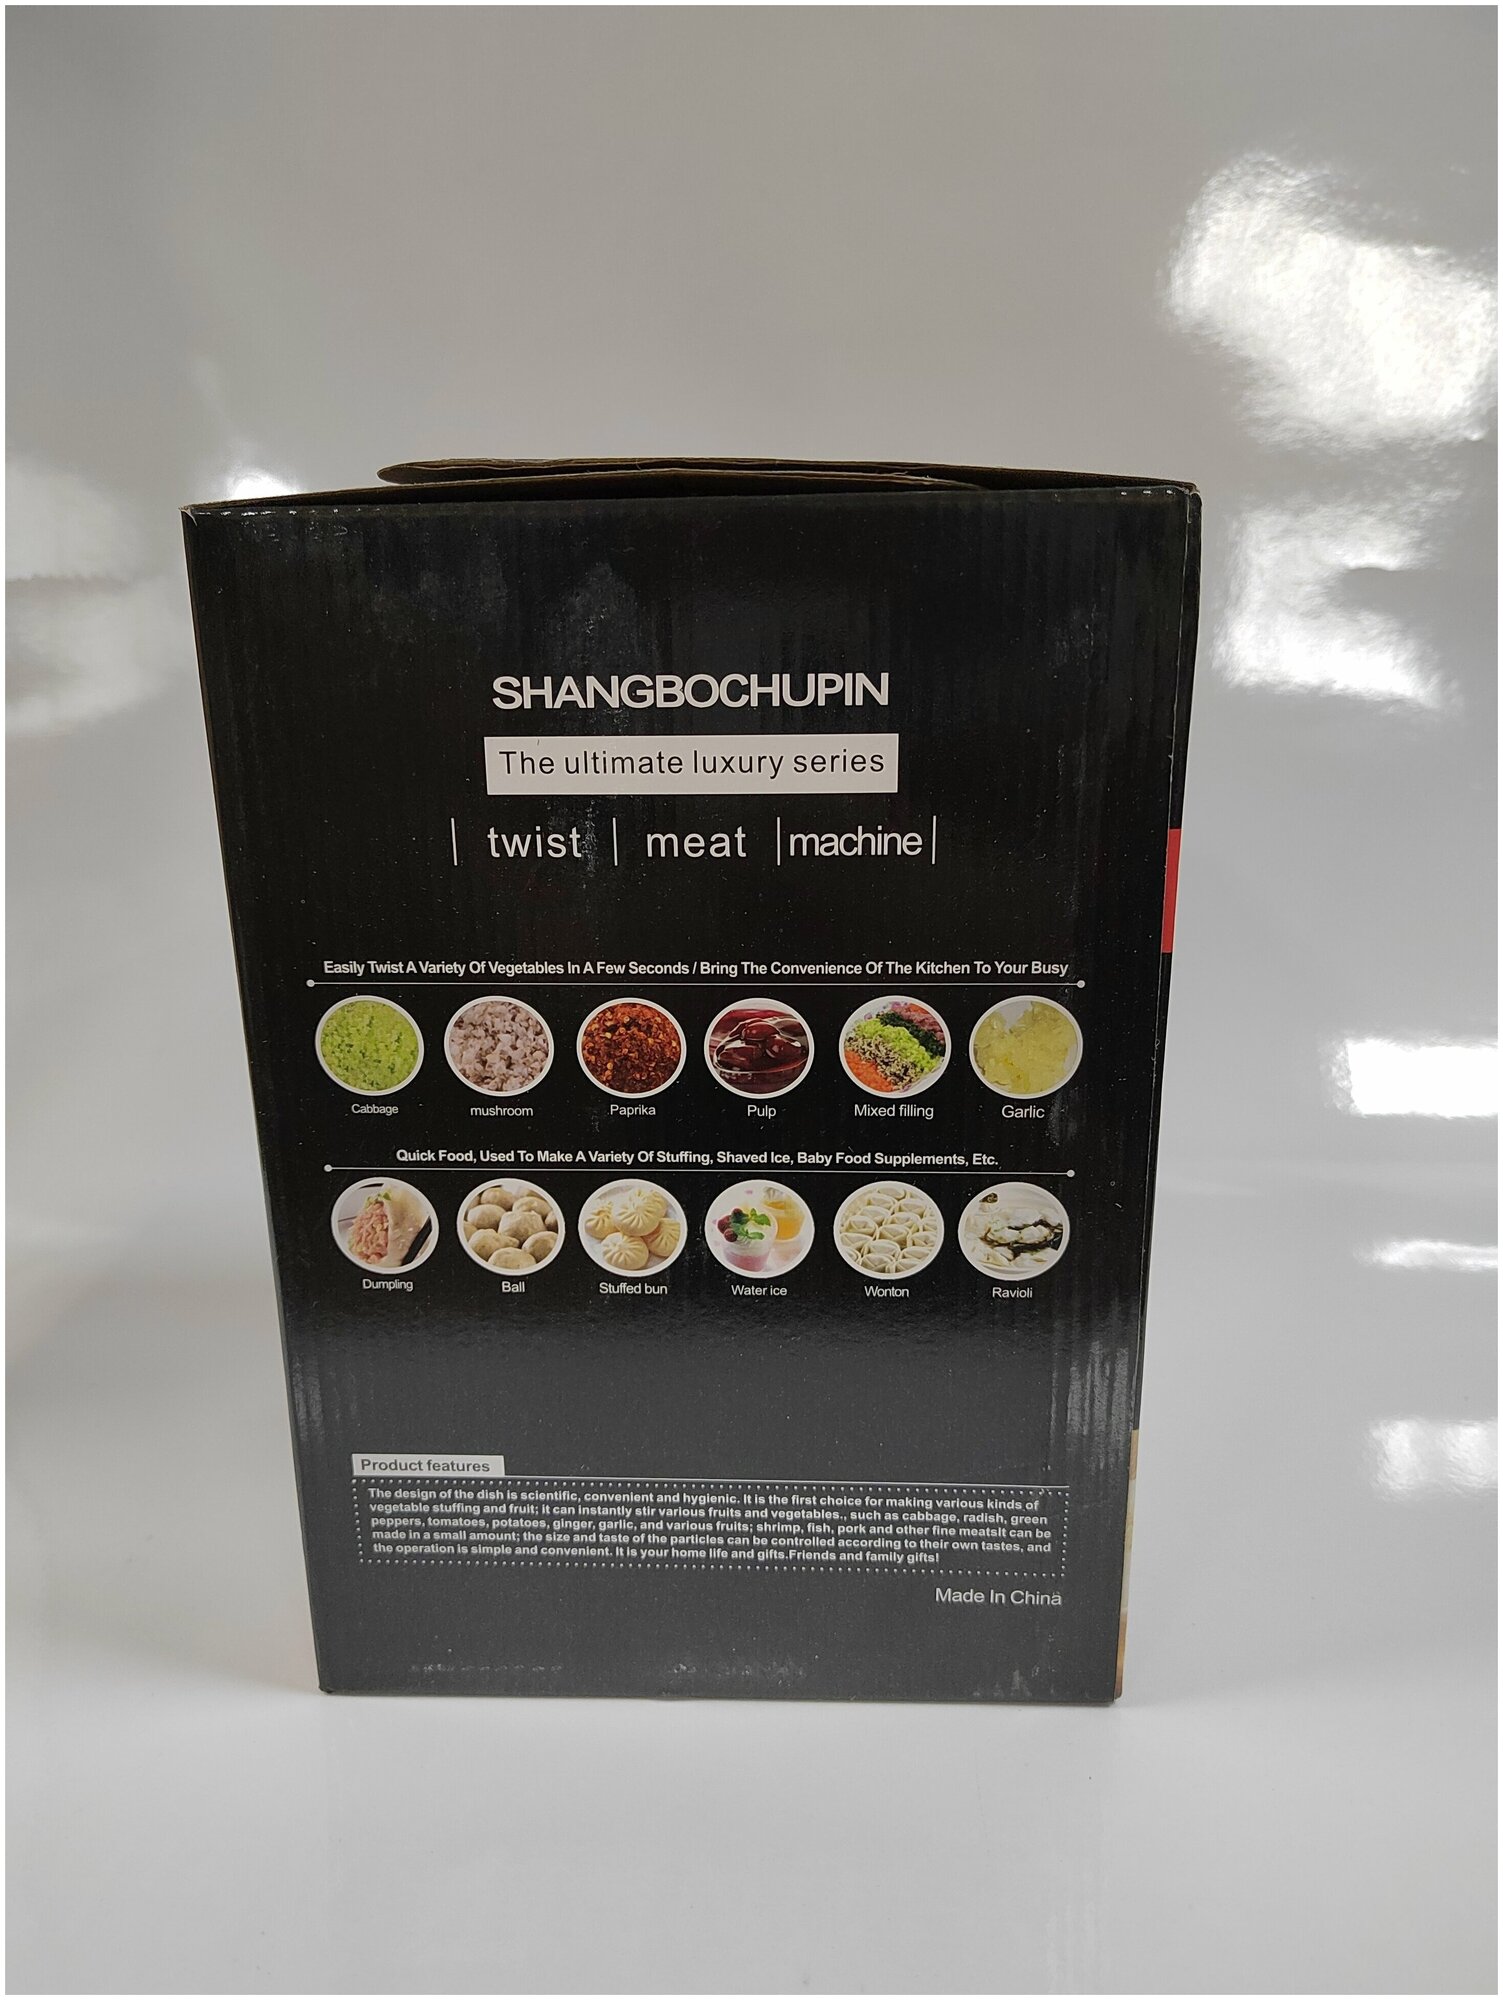 SHANGBOCHUPIN
The ultimate luxury series
twist meat machine
Easily Twist A Variety Of Vegetables In A Few Seconds / Bring The Convenience Of The Kitchen To Your Busy
Cabbage mushroom Paprika Pulp Mixed filling Garlic
Quick Food, Used To Make A Variety Of Stuffing, Shaved Ice, Baby Food Supplements, Etc.
Dumpling Ball Stuffed bun Water ice Wonton Ravioli
Product features
The design of the dish is scientific, convenient and hygienic. It is the first choice for making various kinds of
vegetable stuffing and fruit; it can instantly stir various fruits and vegetables., such as cabbage, radish, green
peppers, tomatoes, potatoes, ginger, garlic, and various fruits; shrimp, fish, pork and other fine meatsIt can be
made in a small amount; the size and taste of the particles can be controlled according to their own tastes, and
the operation is simple and convenient. It is your home life and gifts.Friends and family gifts!
Made In China